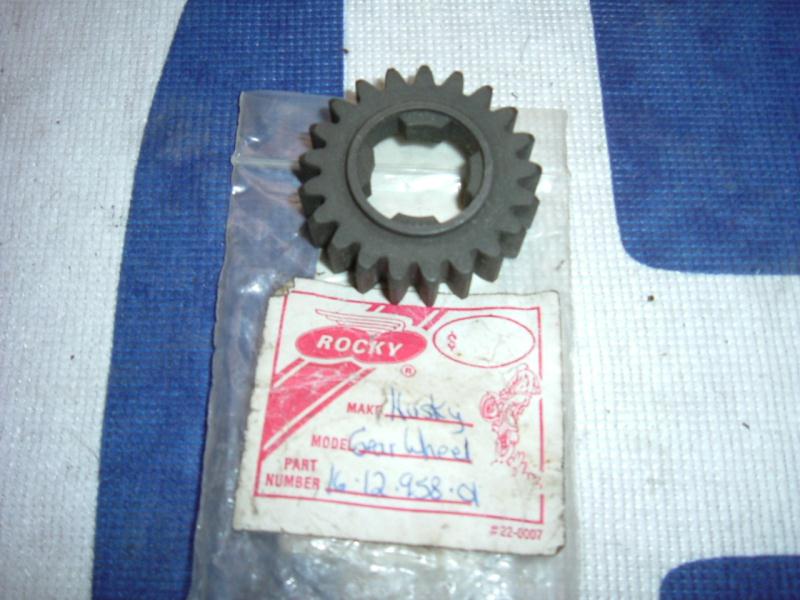 ROCKY
®
$
MAKE Husky
MODEL Gear Wheel
PART
NUMBER 16·12·958·01
#22-0007